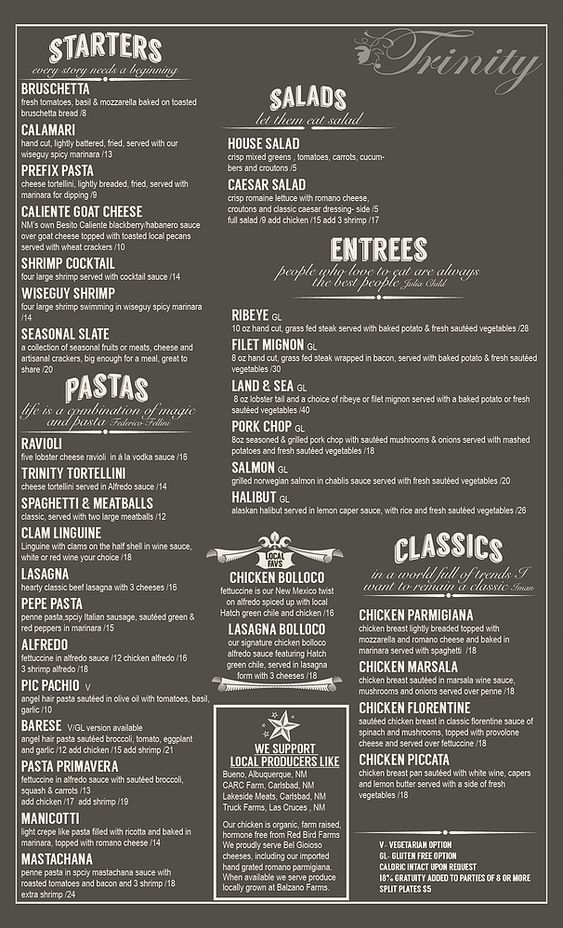 Trinity
STARTERS
every story needs a beginning
BRUSCHETTA
fresh tomatoes, basil & mozzarella baked on toasted
bruschetta bread /8
CALAMARI
hand cut, lightly battered, fried, served with our
wiseguy spicy marinara /13
PREFIX PASTA
cheese tortellini, lightly breaded, fried, served with
marinara for dipping /9
CALIENTE GOAT CHEESE
NM's own Besito Caliente blackberry/habanero sauce
over goat cheese topped with toasted local pecans
served with wheat crackers /10
SHRIMP COCKTAIL
four large shrimp served with cocktail sauce /14
WISEGUY SHRIMP
four large shrimp swimming in wiseguy spicy marinara
/14
SEASONAL SLATE
a collection of seasonal fruits or meats, cheese and
artisanal crackers, big enough for a meal, great to
share /20
PASTAS
life is a combination of magic
and pasta Federico Fellini
RAVIOLI
five lobster cheese ravioli in á la vodka sauce /16
TRINITY TORTELLINI
cheese tortellini served in Alfredo sauce /14
SPAGHETTI & MEATBALLS
classic, served with two large meatballs /12
CLAM LINGUINE
Linguine with clams on the half shell in wine sauce,
white or red wine your choice /18
LASAGNA
hearty classic beef lasagna with 3 cheeses /16
PEPE PASTA
penne pasta,spciy Italian sausage, sautéed green &
red peppers in marinara /15
ALFREDO
fettuccine in alfredo sauce /12 chicken alfredo /16
3 shrimp alfredo /18
PIC PACHIO V
angel hair pasta sautéed in olive oil with tomatoes, basil,
garlic /10
BARESE V/GL version available
angel hair pasta sautéed broccoli, tomato, eggplant
and garlic /12 add chicken /15 add shrimp /21
PASTA PRIMAVERA
fettuccine in alfredo sauce with sautéed broccoli,
squash & carrots /13
add chicken /17 add shrimp /19
MANICOTTI
light crepe like pasta filled with ricotta and baked in
marinara, topped with romano cheese /14
MASTACHANA
penne pasta in spciy mastachana sauce with
roasted tomatoes and bacon and 3 shrimp /18
extra shrimp /24
SALADS
let them eat salad
HOUSE SALAD
crisp mixed greens , tomatoes, carrots, cucum-
bers and croutons /5
CAESAR SALAD
crisp romaine lettuce with romano cheese,
croutons and classic caesar dressing- side /5
full salad /9 add chicken /15 add 3 shrimp /17
ENTREES
people who love to eat are always
the best people Julia Child
RIBEYE GL
10 oz hand cut, grass fed steak served with baked potato & fresh sautéed vegetables /28
FILET MIGNON GL
8 oz hand cut, grass fed steak wrapped in bacon, served with baked potato & fresh sautéed
vegetables /30
LAND & SEA GL
8 oz lobster tail and a choice of ribeye or filet mignon served with a baked potato or fresh
sautéed vegetables /40
PORK CHOP GL
8oz seasoned & grilled pork chop with sautéed mushrooms & onions served with mashed
potatoes and fresh sautéed vegetables /18
SALMON GL
grilled norwegian salmon in chablis sauce served with fresh sautéed vegetables /20
HALIBUT GL
alaskan halibut served in lemon caper sauce, with rice and fresh sautéed vegetables /26
LOCAL
FAVS
CHICKEN BOLLOCO
fettuccine is our New Mexico twist
on alfredo spiced up with local
Hatch green chile and chicken /16
LASAGNA BOLLOCO
our signature chicken bolloco
alfredo sauce featuring Hatch
green chile, served in lasagna
form with 3 cheeses /18
WE SUPPORT
LOCAL PRODUCERS LIKE
Bueno, Albuquerque, NM
CARC Farm, Carlsbad, NM
Lakeside Meats, Carlsbad, NM
Truck Farms, Las Cruces , NM
Our chicken is organic, farm raised,
hormone free from Red Bird Farms
We proudly serve Bel Gioioso
cheeses, including our imported
hand grated romano parmigiana.
When available we serve produce
locally grown at Balzano Farms.
CLASSICS
in a world full of trends I
want to remain a classic Iman
CHICKEN PARMIGIANA
chicken breast lightly breaded topped with
mozzarella and romano cheese and baked in
marinara served with spaghetti /18
CHICKEN MARSALA
chicken breast sautéed in marsala wine sauce,
mushrooms and onions served over penne /18
CHICKEN FLORENTINE
sautéed chicken breast in classic florentine sauce of
spinach and mushrooms, topped with provolone
cheese and served over fettuccine /18
CHICKEN PICCATA
chicken breast pan sautéed with white wine, capers
and lemon butter served with a side of fresh
vegetables /18
V- VEGETARIAN OPTION
GL- GLUTEN FREE OPTION
CALORIC INTACT UPON REQUEST
18% GRATUITY ADDED TO PARTIES OF 8 OR MORE
SPLIT PLATES $5